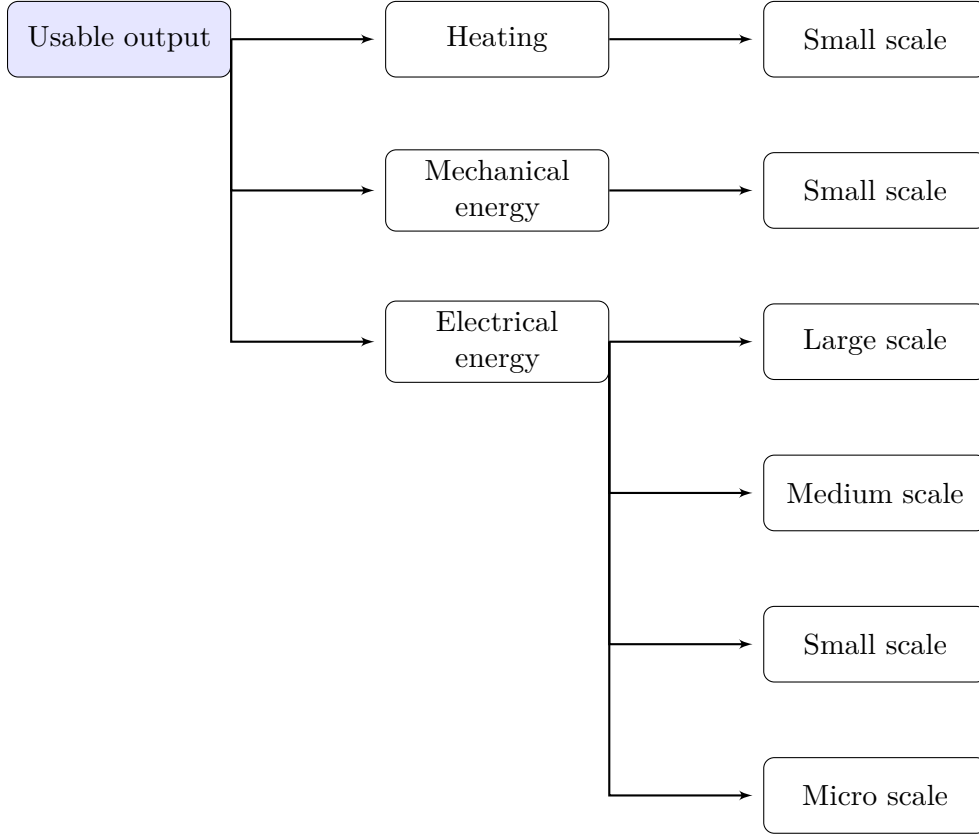 Usable output
Heating
Small scale
Mechanical
energy
Small scale
Electrical
energy
Large scale
Medium scale
Small scale
Micro scale